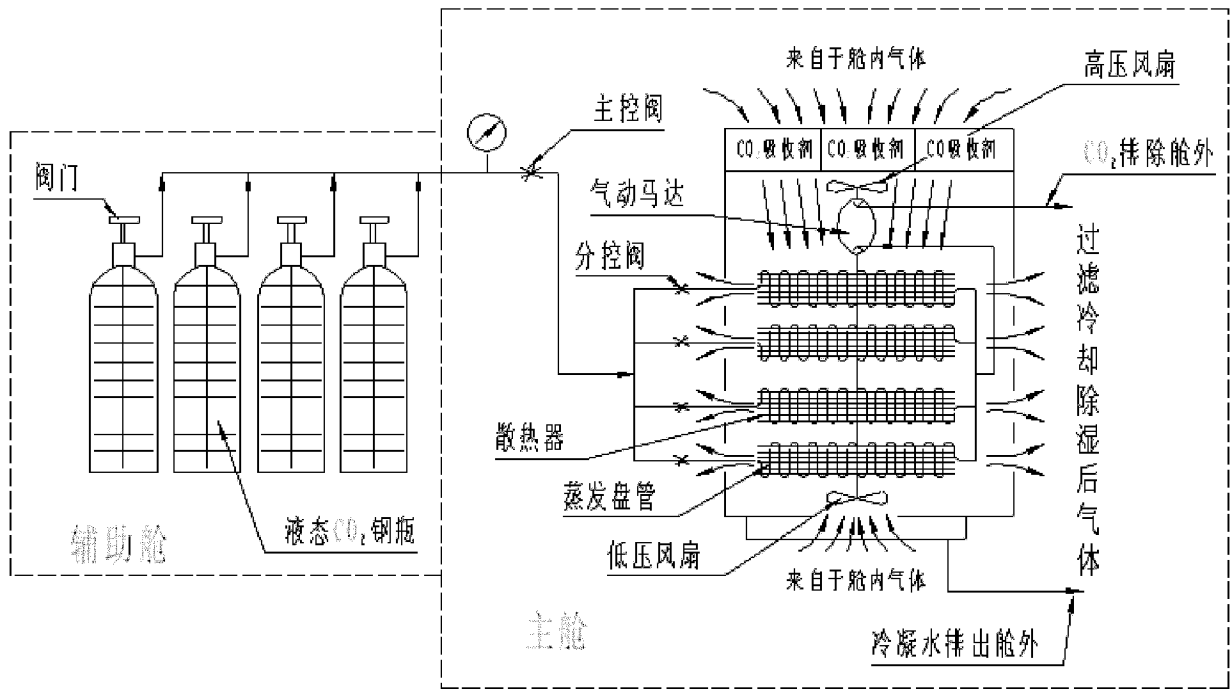 来自于舱内气体
高压风扇
主控阀
CO₂吸收剂
CO₂吸收剂
CO₂吸收剂
CO₂排除舱外
阀门
气动马达
分控阀
过滤冷却除湿后气体
散热器
蒸发盘管
液态CO₂钢瓶
辅助舱
低压风扇
来自于舱内气体
主舱
冷凝水排出舱外